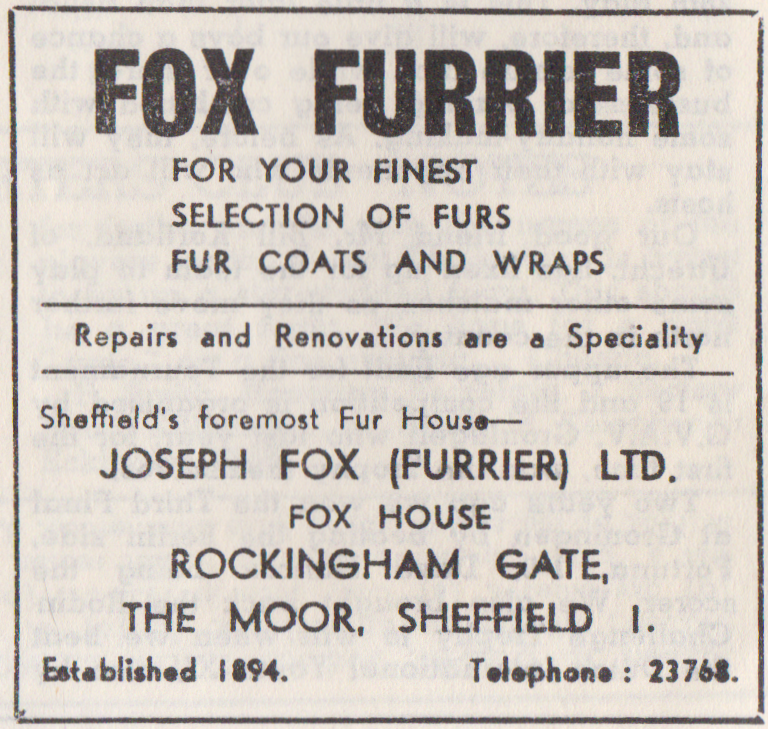 FOX FURRIER
FOR YOUR FINEST
SELECTION OF FURS
FUR COATS AND WRAPS
Repairs and Renovations are a Speciality
Sheffield's foremost Fur House—
JOSEPH FOX (FURRIER) LTD.
FOX HOUSE
ROCKINGHAM GATE,
THE MOOR. SHEFFIELD 1.
Established 1894. Telephone : 23768.